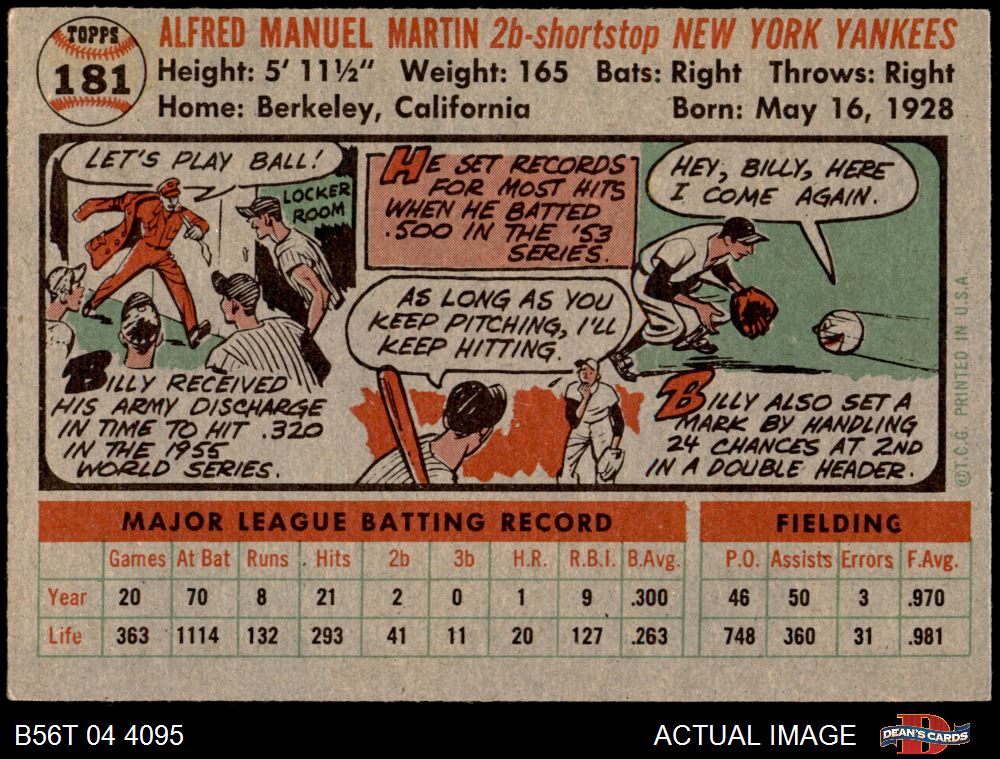 TOPPS
181
ALFRED MANUEL MARTIN 2b-shortstop NEW YORK YANKEES
Height: 5' 11½" Weight: 165 Bats: Right Throws: Right
Home: Berkeley, California Born: May 16, 1928
LET'S PLAY BALL!
LOCKER
ROOM
BILLY RECEIVED
HIS ARMY DISCHARGE
IN TIME TO HIT .320
IN THE 1955
WORLD SERIES.
HE SET RECORDS
FOR MOST HITS
WHEN HE BATTED
.500 IN THE '53
SERIES.
AS LONG AS YOU
KEEP PITCHING, I'LL
KEEP HITTING.
HEY, BILLY, HERE
I COME AGAIN.
BILLY ALSO SET A
MARK BY HANDLING
24 CHANCES AT 2ND
IN A DOUBLE HEADER.
©T.C.G. PRINTED IN U.S.A.
MAJOR LEAGUE BATTING RECORD FIELDING
Games At Bat Runs Hits 2b 3b H.R. R.B.I. B.Avg. P.O. Assists Errors F.Avg.
Year 20 70 8 21 2 0 1 9 .300 46 50 3 .970
Life 363 1114 132 293 41 11 20 127 .263 748 360 31 .981
B56T 04 4095 ACTUAL IMAGE DEAN'S CARDS